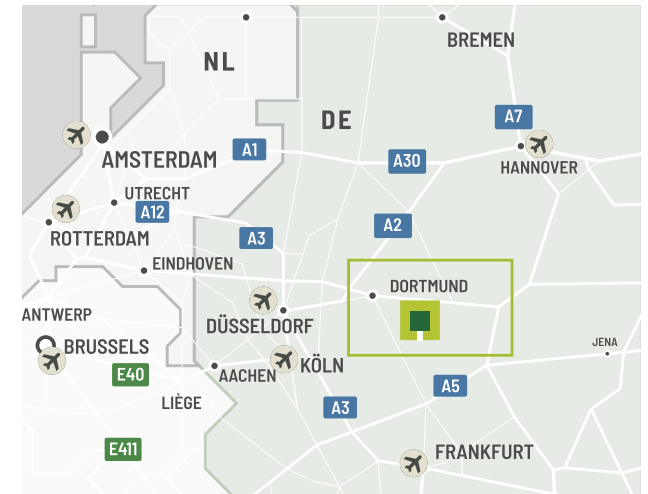 NL
BREMEN
DE
A7
A1
A30
AMSTERDAM
HANNOVER
UTRECHT
A12
A2
ROTTERDAM
A3
EINDHOVEN
DORTMUND
ANTWERP
DÜSSELDORF
JENA
BRUSSELS
KÖLN
E40
AACHEN
A5
LIÈGE
A3
E411
FRANKFURT